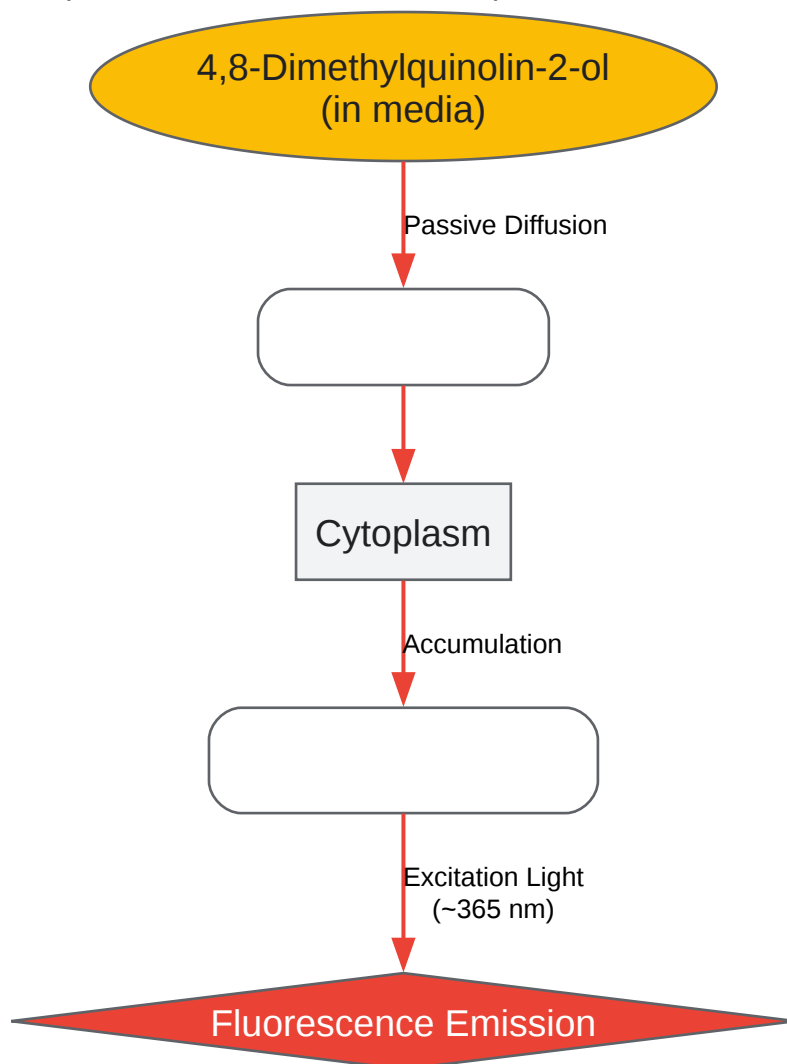 4,8-Dimethylquinolin-2-ol
(in media)
Passive Diffusion
Cytoplasm
Accumulation
Excitation Light
(~365 nm)
Fluorescence Emission